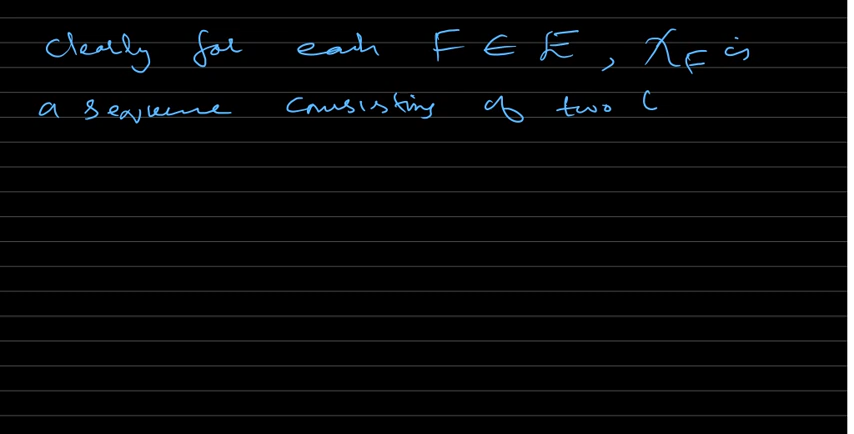 Clearly for each F ∈ E, χ_F is
a sequence consisting of two (